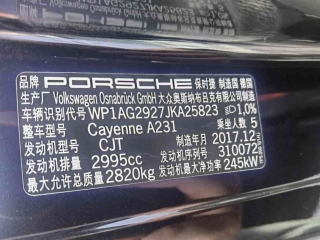 品牌 PORSCHE 保时捷 制造国 德国
生产厂 Volkswagen Osnabrück GmbH 大众奥斯纳布吕克有限公司 制造
车辆识别代号 WP1AG2927JKA25823 1,0%
整车型号 Cayenne A231 乘坐人数 5
发动机型号 CJT 制造年月 2017.12
发动机排量 2995cc 发动机号 310072
最大允许总质量 2820kg 发动机最大净功率 245kW